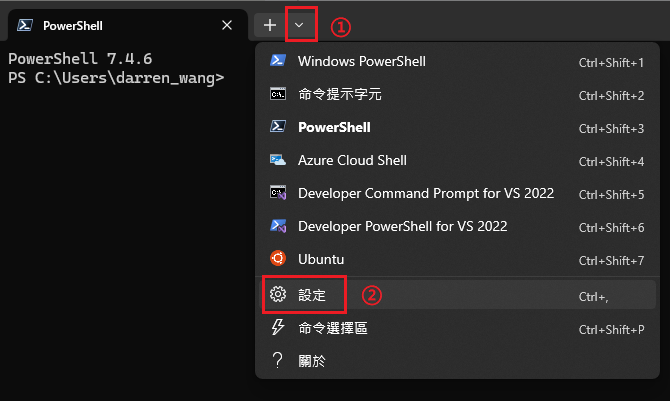 PowerShell
①
PowerShell 7.4.6
PS C:\Users\darren_wang>
Windows PowerShell Ctrl+Shift+1
命令提示字元 Ctrl+Shift+2
PowerShell Ctrl+Shift+3
Azure Cloud Shell Ctrl+Shift+4
Developer Command Prompt for VS 2022 Ctrl+Shift+5
Developer PowerShell for VS 2022 Ctrl+Shift+6
Ubuntu Ctrl+Shift+7
設定 ② Ctrl+,
命令選擇區 Ctrl+Shift+P
關於